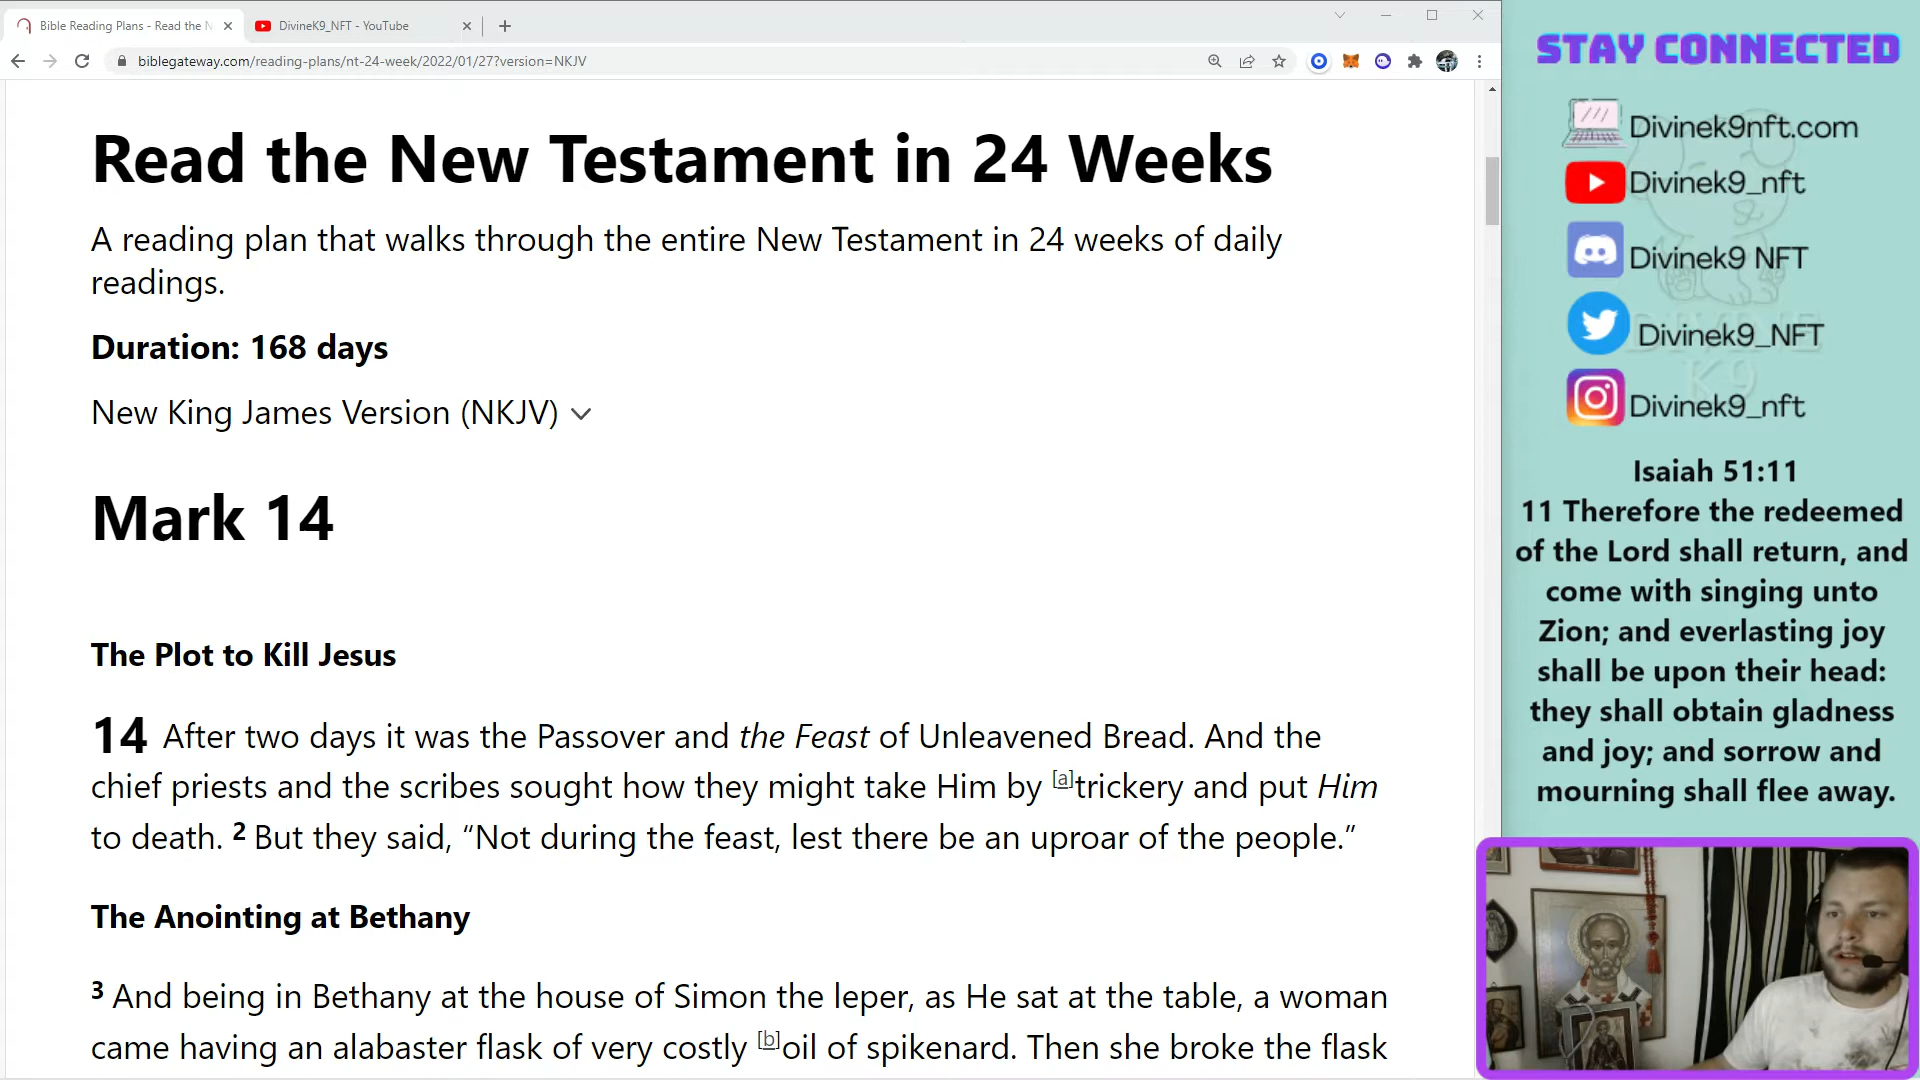 Bible Reading Plans - Read the N
DivineK9_NFT - YouTube
biblegateway.com/reading-plans/nt-24-week/2022/01/27?version=NKJV
Read the New Testament in 24 Weeks
A reading plan that walks through the entire New Testament in 24 weeks of daily
readings.
Duration: 168 days
New King James Version (NKJV)
Mark 14
The Plot to Kill Jesus
14 After two days it was the Passover and the Feast of Unleavened Bread. And the
chief priests and the scribes sought how they might take Him by [a]trickery and put Him
to death. 2 But they said, “Not during the feast, lest there be an uproar of the people.”
The Anointing at Bethany
3 And being in Bethany at the house of Simon the leper, as He sat at the table, a woman
came having an alabaster flask of very costly [b]oil of spikenard. Then she broke the flask
STAY CONNECTED
Divinek9nft.com
Divinek9_nft
Divinek9 NFT
Divinek9_NFT
Divinek9_nft
DIVINE
K9
Isaiah 51:11
11 Therefore the redeemed
of the Lord shall return, and
come with singing unto
Zion; and everlasting joy
shall be upon their head:
they shall obtain gladness
and joy; and sorrow and
mourning shall flee away.